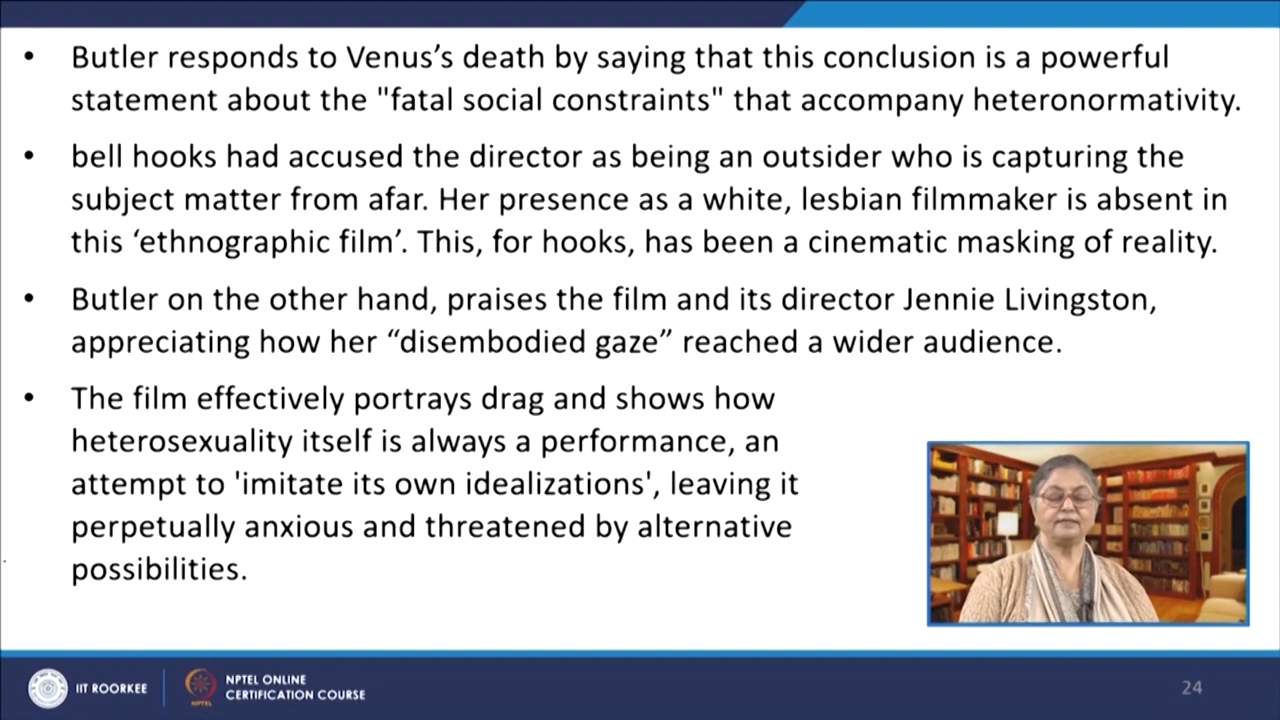 • Butler responds to Venus’s death by saying that this conclusion is a powerful
statement about the "fatal social constraints" that accompany heteronormativity.
• bell hooks had accused the director as being an outsider who is capturing the
subject matter from afar. Her presence as a white, lesbian filmmaker is absent in
this ‘ethnographic film’. This, for hooks, has been a cinematic masking of reality.
• Butler on the other hand, praises the film and its director Jennie Livingston,
appreciating how her “disembodied gaze” reached a wider audience.
• The film effectively portrays drag and shows how
heterosexuality itself is always a performance, an
attempt to 'imitate its own idealizations', leaving it
perpetually anxious and threatened by alternative
possibilities.
IIT ROORKEE
NPTEL
NPTEL ONLINE
CERTIFICATION COURSE
24